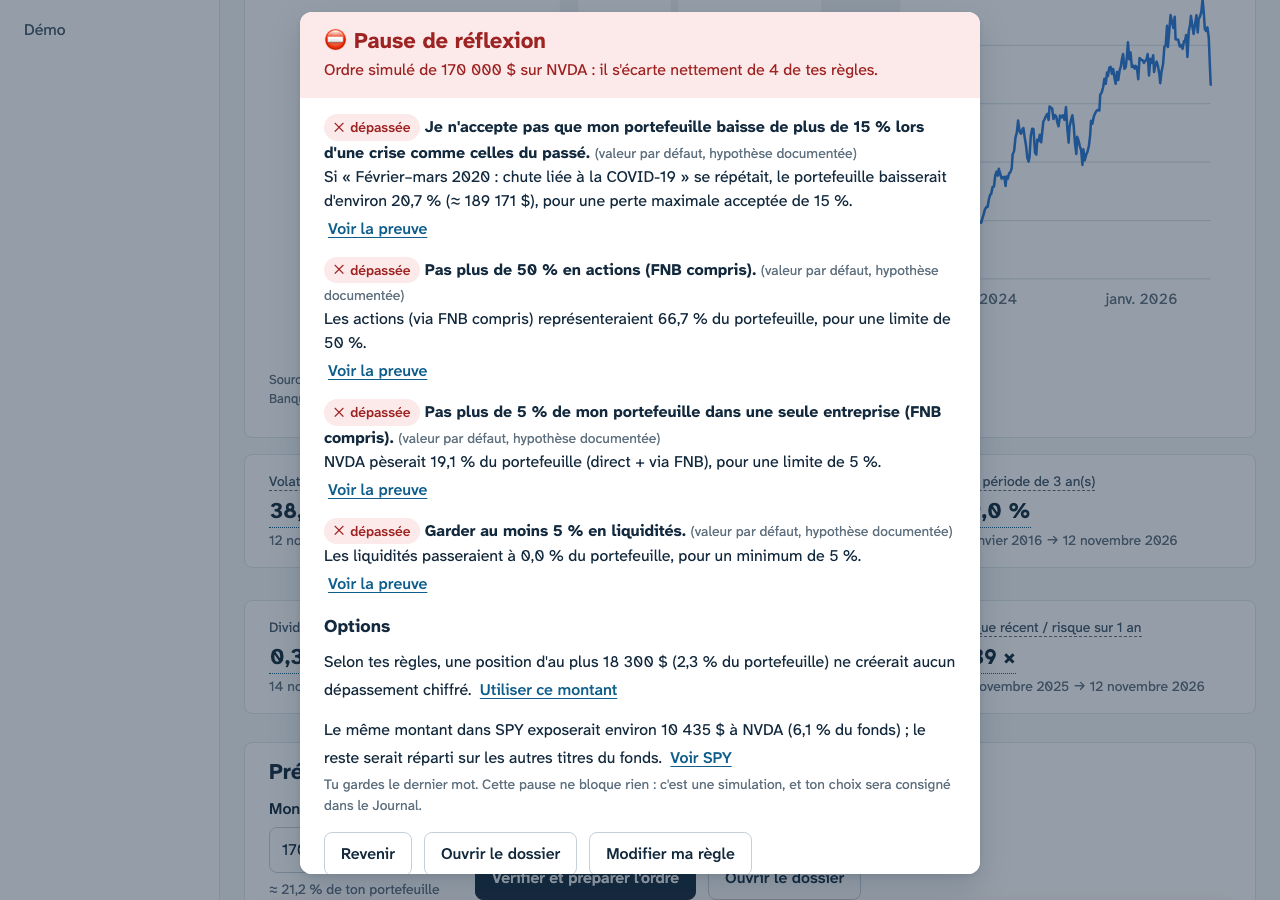 Démo
⛔ Pause de réflexion
Ordre simulé de 170 000 $ sur NVDA : il s'écarte nettement de 4 de tes règles.
× dépassée Je n'accepte pas que mon portefeuille baisse de plus de 15 % lors
d'une crise comme celles du passé. (valeur par défaut, hypothèse documentée)
Si « Février–mars 2020 : chute liée à la COVID-19 » se répétait, le portefeuille baisserait
d'environ 20,7 % (≈ 189 171 $), pour une perte maximale acceptée de 15 %.
Voir la preuve
× dépassée Pas plus de 50 % en actions (FNB compris). (valeur par défaut, hypothèse
documentée)
Les actions (via FNB compris) représenteraient 66,7 % du portefeuille, pour une limite de
50 %.
Voir la preuve
× dépassée Pas plus de 5 % de mon portefeuille dans une seule entreprise (FNB
compris). (valeur par défaut, hypothèse documentée)
NVDA pèserait 19,1 % du portefeuille (direct + via FNB), pour une limite de 5 %.
Voir la preuve
× dépassée Garder au moins 5 % en liquidités. (valeur par défaut, hypothèse documentée)
Les liquidités passeraient à 0,0 % du portefeuille, pour un minimum de 5 %.
Voir la preuve
Options
Selon tes règles, une position d'au plus 18 300 $ (2,3 % du portefeuille) ne créerait aucun
dépassement chiffré. Utiliser ce montant
Le même montant dans SPY exposerait environ 10 435 $ à NVDA (6,1 % du fonds) ; le
reste serait réparti sur les autres titres du fonds. Voir SPY
Tu gardes le dernier mot. Cette pause ne bloque rien : c'est une simulation, et ton choix sera consigné
dans le Journal.
Revenir Ouvrir le dossier Modifier ma règle
2024 janv. 2026
période de 3 an(s)
,0 %
2016 → 12 novembre 2026
récent / risque sur 1 an
39 ×
2025 → 12 novembre 2026
38,
0,3
≈ 21,2 % de ton portefeuille
Vérifier et préparer l'ordre Ouvrir le dossier